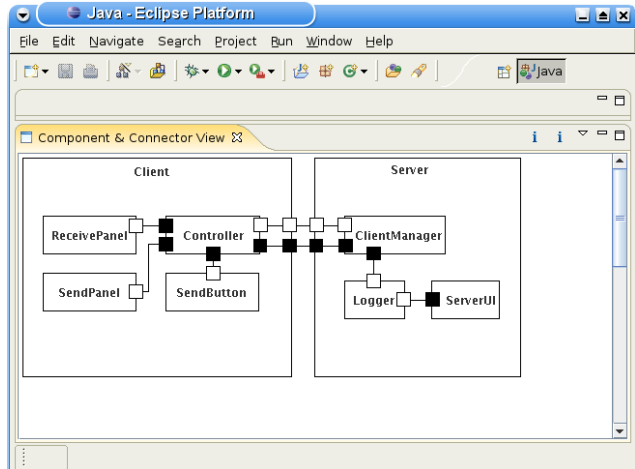 Java - Eclipse Platform
File Edit Navigate Search Project Run Window Help
Java
Component & Connector View
i i
Client
Server
ReceivePanel
Controller
ClientManager
SendPanel
SendButton
Logger
ServerUI